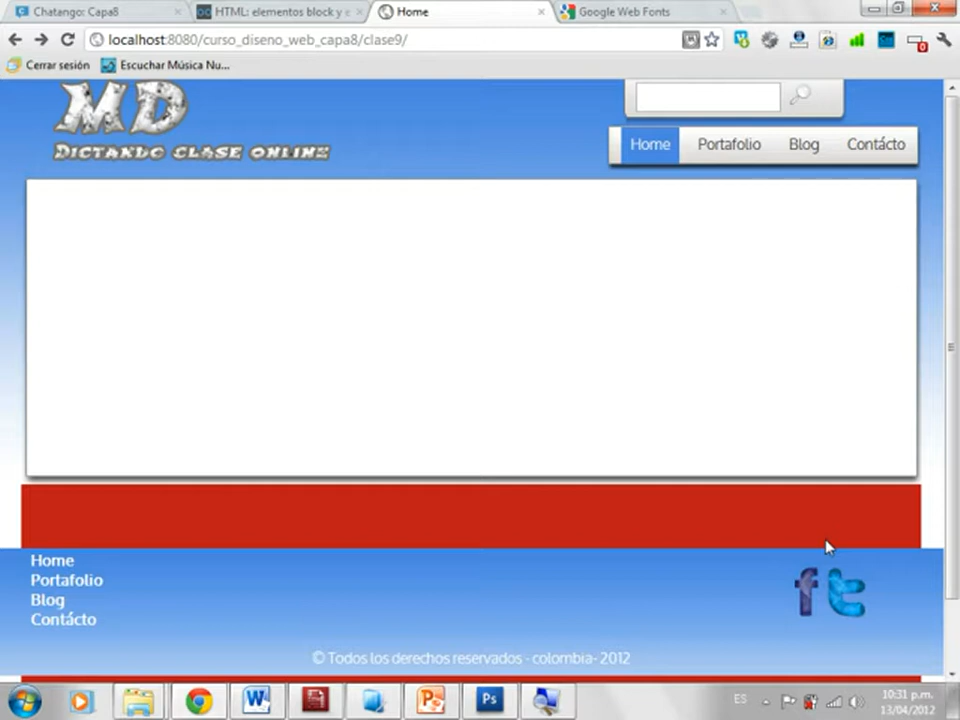 Chatango: Capa8
HTML: elementos block y e
Home
Google Web Fonts
localhost:8080/curso_diseno_web_capa8/clase9/
0
Cerrar sesión
Escuchar Música Nu...
MD
DICTANDO CLASE ONLINE
Home
Portafolio
Blog
Contácto
Home
Portafolio
Blog
Contácto
© Todos los derechos reservados - colombia- 2012
ES
10:31 p.m.
13/04/2012